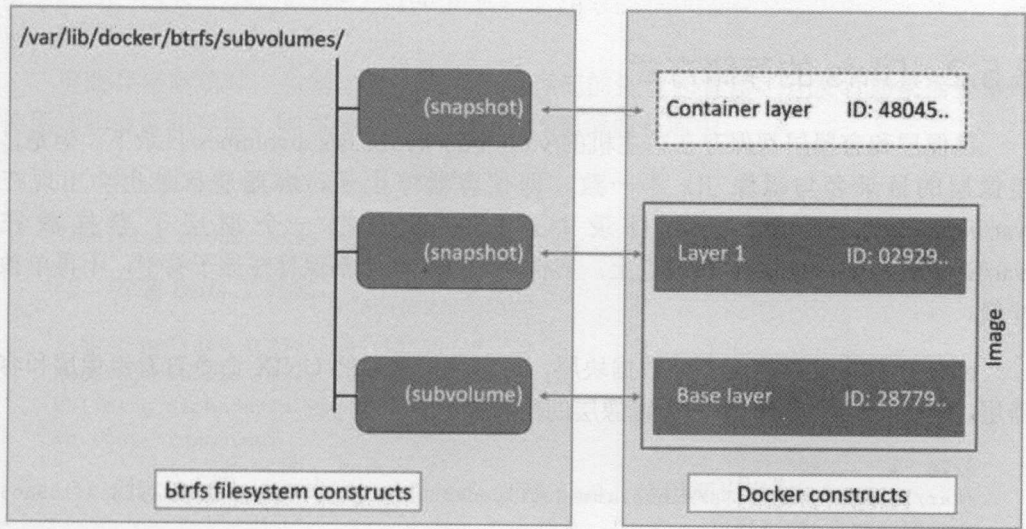 /var/lib/docker/btrfs/subvolumes/
(snapshot)
Container layer ID: 48045..
(snapshot)
Layer 1 ID: 02929..
(subvolume)
Base layer ID: 28779..
Image
btrfs filesystem constructs
Docker constructs